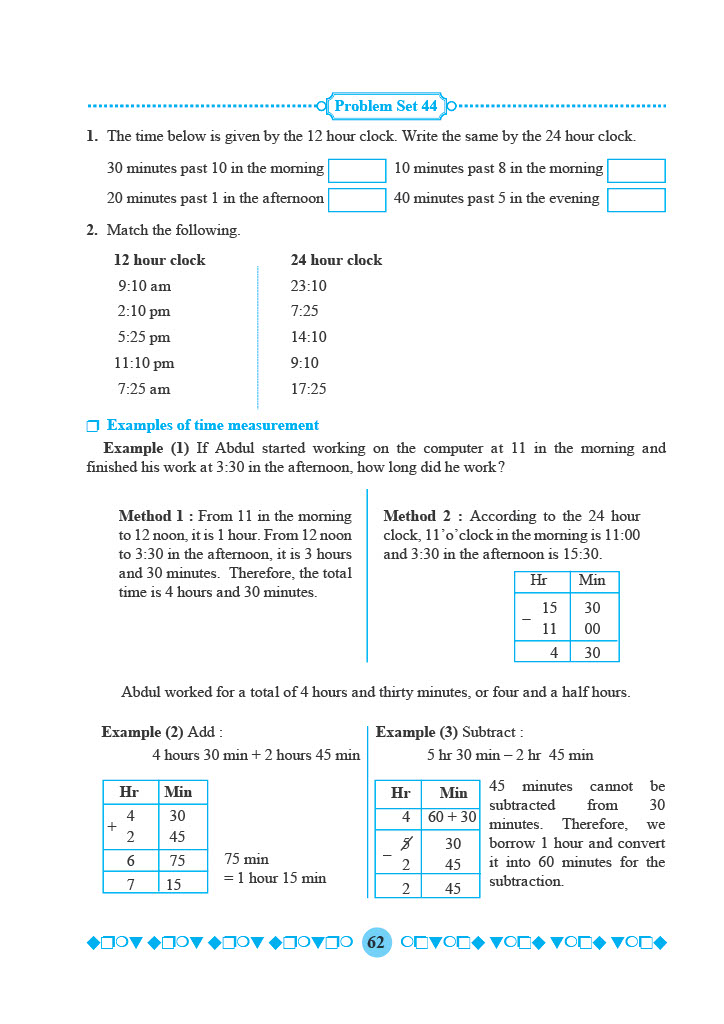 Problem Set 44
1. The time below is given by the 12 hour clock. Write the same by the 24 hour clock.
30 minutes past 10 in the morning 10 minutes past 8 in the morning
20 minutes past 1 in the afternoon 40 minutes past 5 in the evening
2. Match the following.
12 hour clock 24 hour clock
9:10 am 23:10
2:10 pm 7:25
5:25 pm 14:10
11:10 pm 9:10
7:25 am 17:25
❒ Examples of time measurement
Example (1) If Abdul started working on the computer at 11 in the morning and
finished his work at 3:30 in the afternoon, how long did he work?
Method 1 : From 11 in the morning
to 12 noon, it is 1 hour. From 12 noon
to 3:30 in the afternoon, it is 3 hours
and 30 minutes. Therefore, the total
time is 4 hours and 30 minutes.
Method 2 : According to the 24 hour
clock, 11'o'clock in the morning is 11:00
and 3:30 in the afternoon is 15:30.
Hr Min
15 30
− 11 00
4 30
Abdul worked for a total of 4 hours and thirty minutes, or four and a half hours.
Example (2) Add :
4 hours 30 min + 2 hours 45 min
Hr Min
4 30
+ 2 45
6 75
7 15
75 min
= 1 hour 15 min
Example (3) Subtract :
5 hr 30 min – 2 hr 45 min
Hr Min
4 60 + 30
5 30
− 2 45
2 45
45 minutes cannot be
subtracted from 30
minutes. Therefore, we
borrow 1 hour and convert
it into 60 minutes for the
subtraction.
62